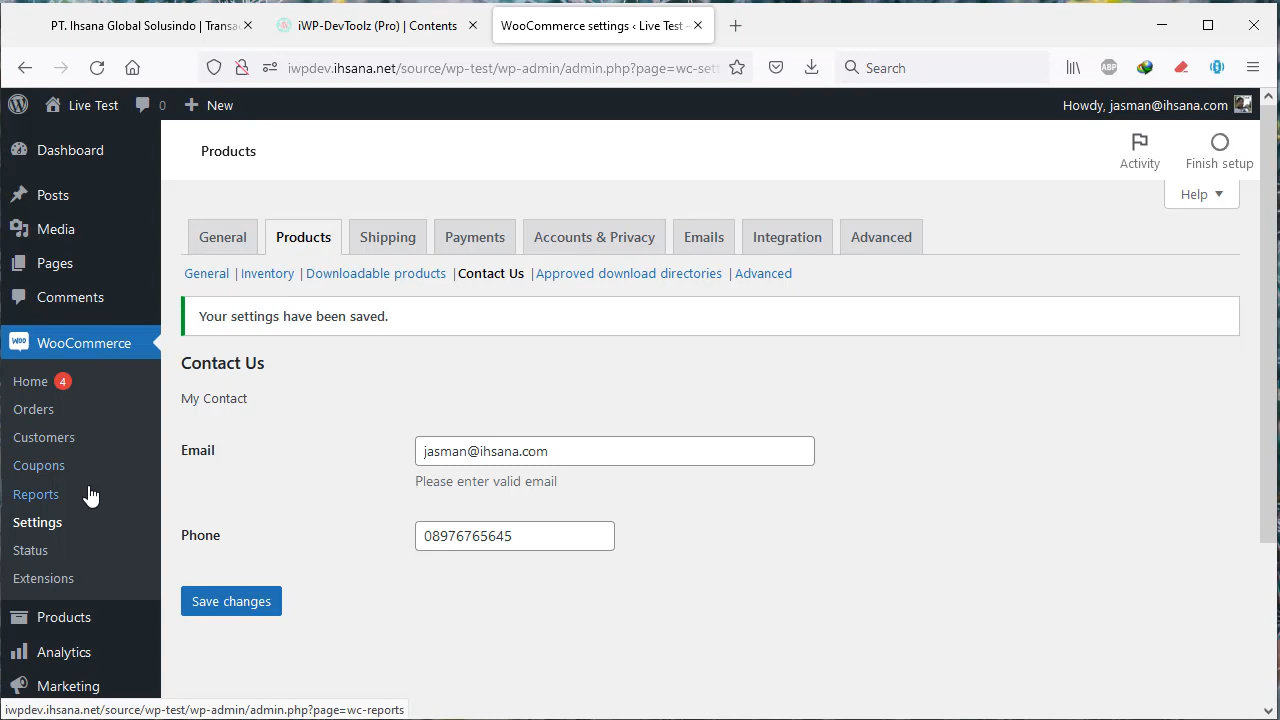 PT. Ihsana Global Solusindo | Transa
iWP-DevToolz (Pro) | Contents
WooCommerce settings ‹ Live Test –
iwpdev.ihsana.net/source/wp-test/wp-admin/admin.php?page=wc-sett
Search
ABP
Live Test
0
New
Howdy, jasman@ihsana.com
Dashboard
Posts
Media
Pages
Comments
woo
WooCommerce
Home 4
Orders
Customers
Coupons
Reports
Settings
Status
Extensions
Products
Analytics
Marketing
Products
Activity
Finish setup
Help
General
Products
Shipping
Payments
Accounts & Privacy
Emails
Integration
Advanced
General | Inventory | Downloadable products | Contact Us | Approved download directories | Advanced
Your settings have been saved.
Contact Us
My Contact
Email
jasman@ihsana.com
Please enter valid email
Phone
08976765645
Save changes
iwpdev.ihsana.net/source/wp-test/wp-admin/admin.php?page=wc-reports